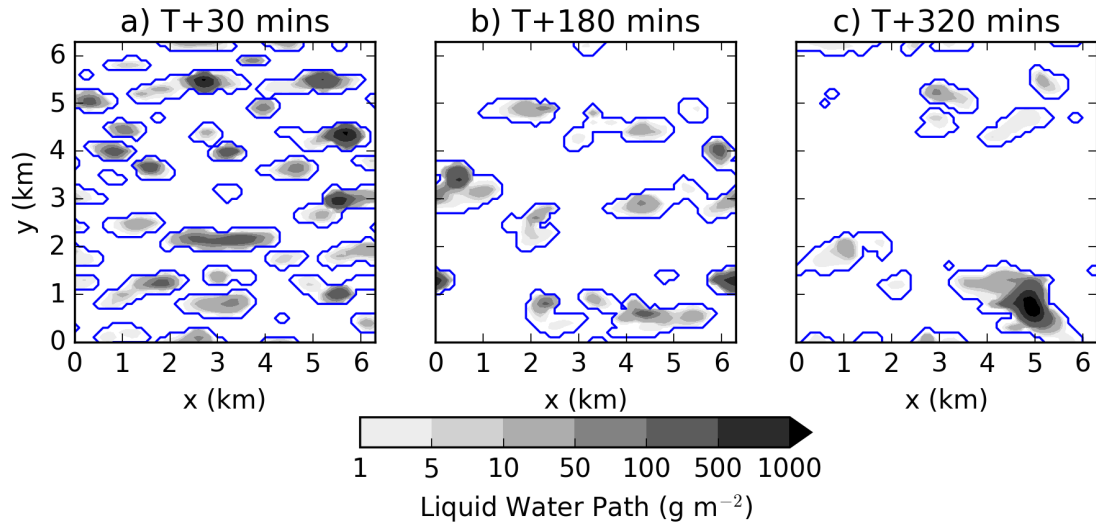 a) T+30 mins
b) T+180 mins
c) T+320 mins
y (km)
6
5
4
3
2
1
0
0 1 2 3 4 5 6
0 1 2 3 4 5 6
0 1 2 3 4 5 6
x (km)
x (km)
x (km)
1 5 10 50 100 500 1000
Liquid Water Path (g m⁻²)